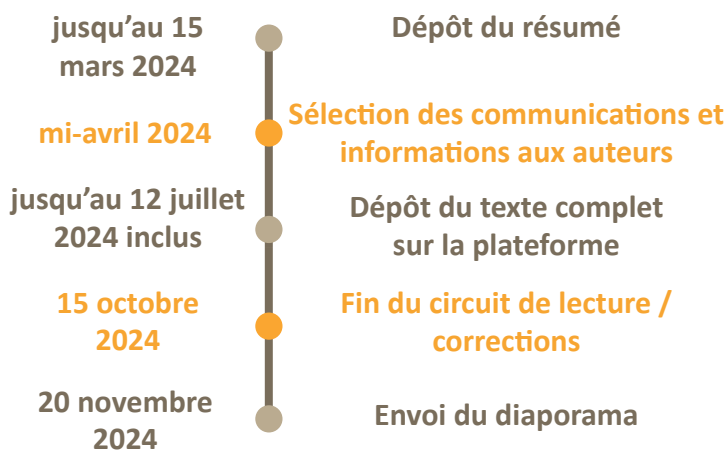 jusqu’au 15
mars 2024
Dépôt du résumé
mi-avril 2024
Sélection des communications et
informations aux auteurs
jusqu’au 12 juillet
2024 inclus
Dépôt du texte complet
sur la plateforme
15 octobre
2024
Fin du circuit de lecture /
corrections
20 novembre
2024
Envoi du diaporama